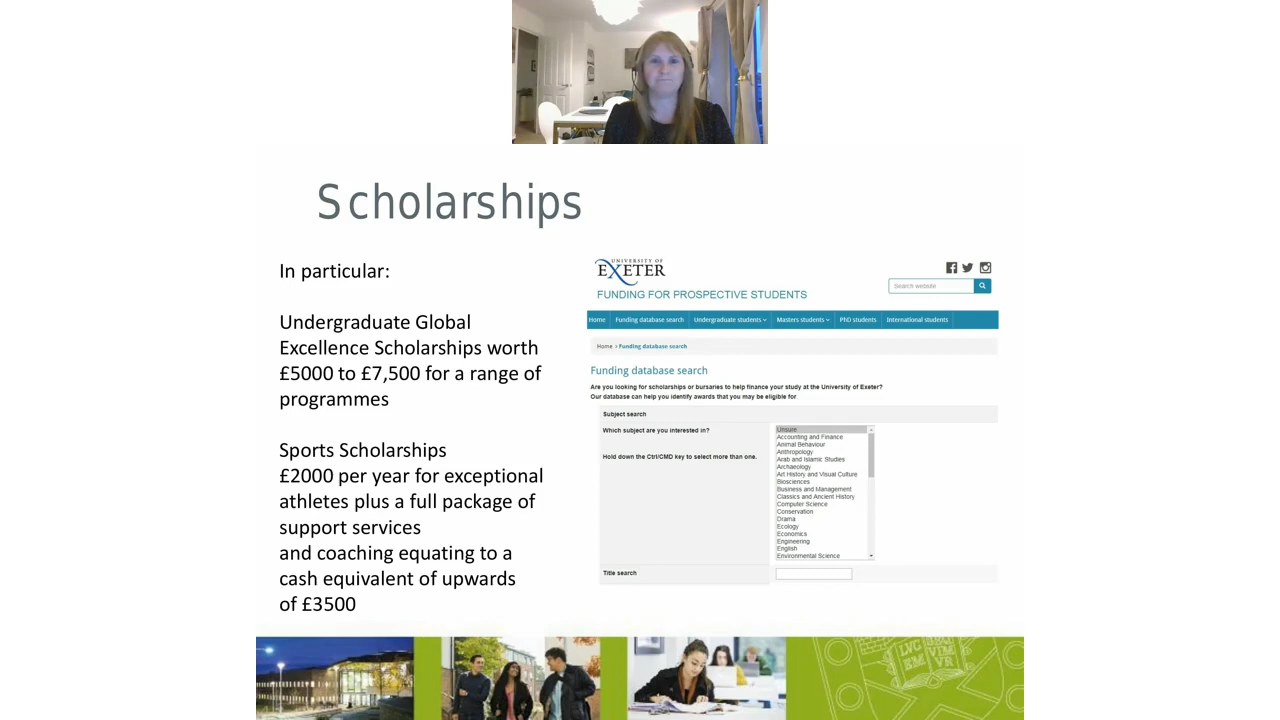 Scholarships
In particular:
Undergraduate Global
Excellence Scholarships worth
£5000 to £7,500 for a range of
programmes
Sports Scholarships
£2000 per year for exceptional
athletes plus a full package of
support services
and coaching equating to a
cash equivalent of upwards
of £3500
UNIVERSITY OF
EXETER
FUNDING FOR PROSPECTIVE STUDENTS
Search website
Home Funding database search Undergraduate students Masters students PhD students International students
Home > Funding database search
Funding database search
Are you looking for scholarships or bursaries to help finance your study at the University of Exeter?
Our database can help you identify awards that you may be eligible for
Subject search
Which subject are you interested in?
Hold down the Ctrl/CMD key to select more than one.
Unsure
Accounting and Finance
Animal Behaviour
Anthropology
Arab and Islamic Studies
Archaeology
Art History and Visual Culture
Biosciences
Business and Management
Classics and Ancient History
Computer Science
Conservation
Drama
Ecology
Economics
Engineering
English
Environmental Science
Title search
LVC VIM
EM VR